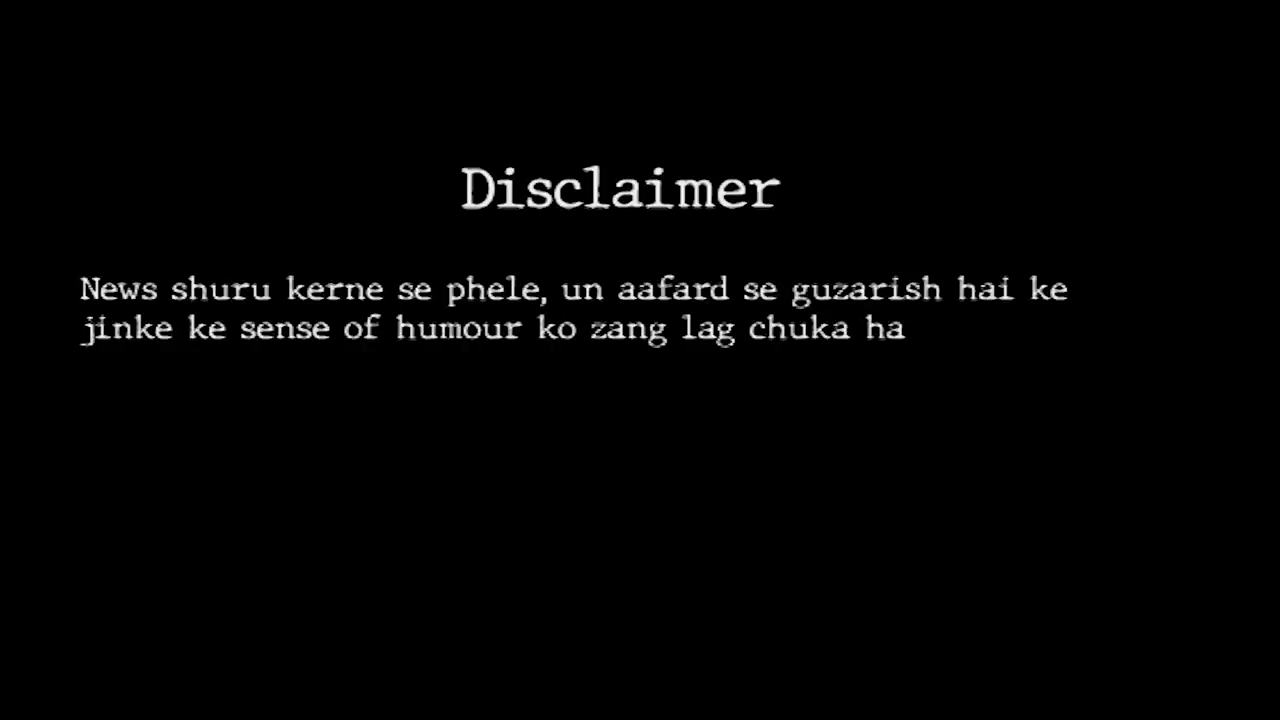 Disclaimer
News shuru kerne se phele, un aafard se guzarish hai ke
jinke ke sense of humour ko zang lag chuka ha